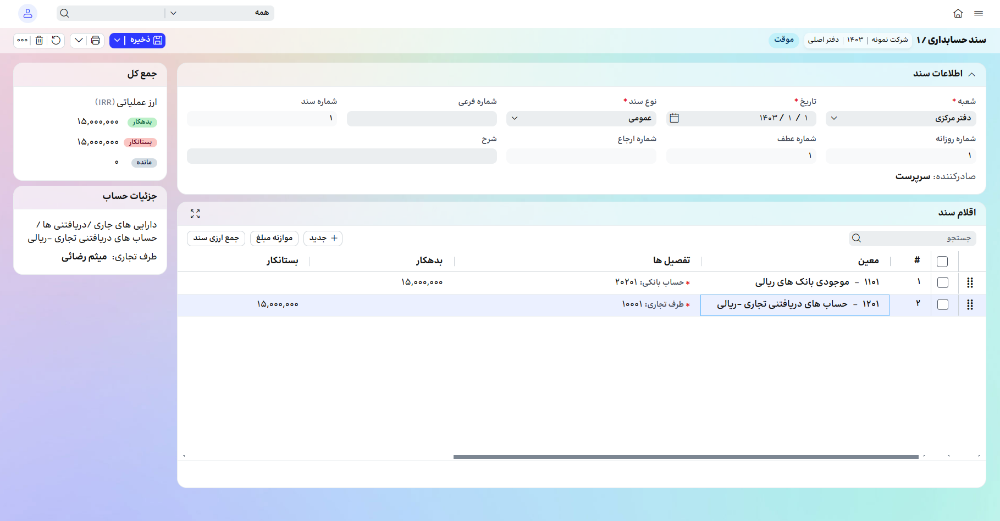 همه
سند حسابداری / ۱
شرکت نمونه | ۱۴۰۳ | دفتر اصلی
موقت
ذخیره
اطلاعات سند
شعبه *
تاریخ *
نوع سند *
شماره فرعی
شماره سند
دفتر مرکزی
۱ / ۱ / ۱۴۰۳
عمومی
۱
شماره روزانه
شماره عطف
شماره ارجاع
شرح
۱
۱
صادرکننده: سرپرست
اقلام سند
جستجو
+ جدید
موازنه مبلغ
جمع ارزی سند
#
معین
تفصیل ها
بدهکار
بستانکار
۱
۱۱۰۱ - موجودی بانک های ریالی
* حساب بانکی: ۲۰۲۰۱
۱۵,۰۰۰,۰۰۰
۲
۱۲۰۱ - حساب های دریافتنی تجاری -ریالی
* طرف تجاری: ۱۰۰۰۱
۱۵,۰۰۰,۰۰۰
جمع کل
ارز عملیاتی (IRR)
بدهکار ۱۵,۰۰۰,۰۰۰
بستانکار ۱۵,۰۰۰,۰۰۰
مانده ۰
جزئیات حساب
دارایی های جاری /دریافتنی ها /
حساب های دریافتنی تجاری -ریالی
طرف تجاری: میثم رضائی